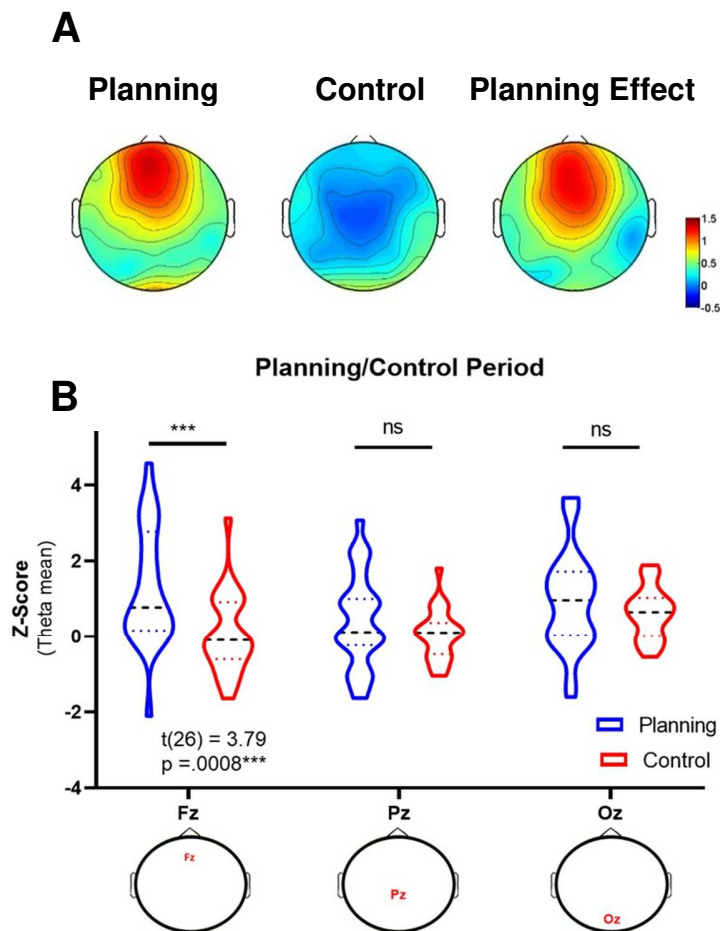 A
Planning Control Planning Effect
1.5
1
0.5
0
-0.5
Planning/Control Period
B
*** ns ns
4
2
0
-2
-4
Z-Score
(Theta mean)
t(26) = 3.79
p =.0008***
Planning
Control
Fz Pz Oz
Fz
Pz
Oz